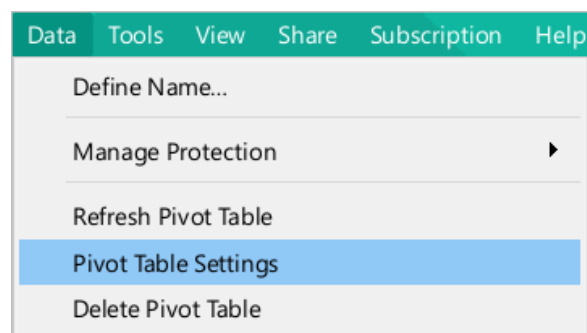 Data Tools View Share Subscription Help
Define Name...
Manage Protection
Refresh Pivot Table
Pivot Table Settings
Delete Pivot Table